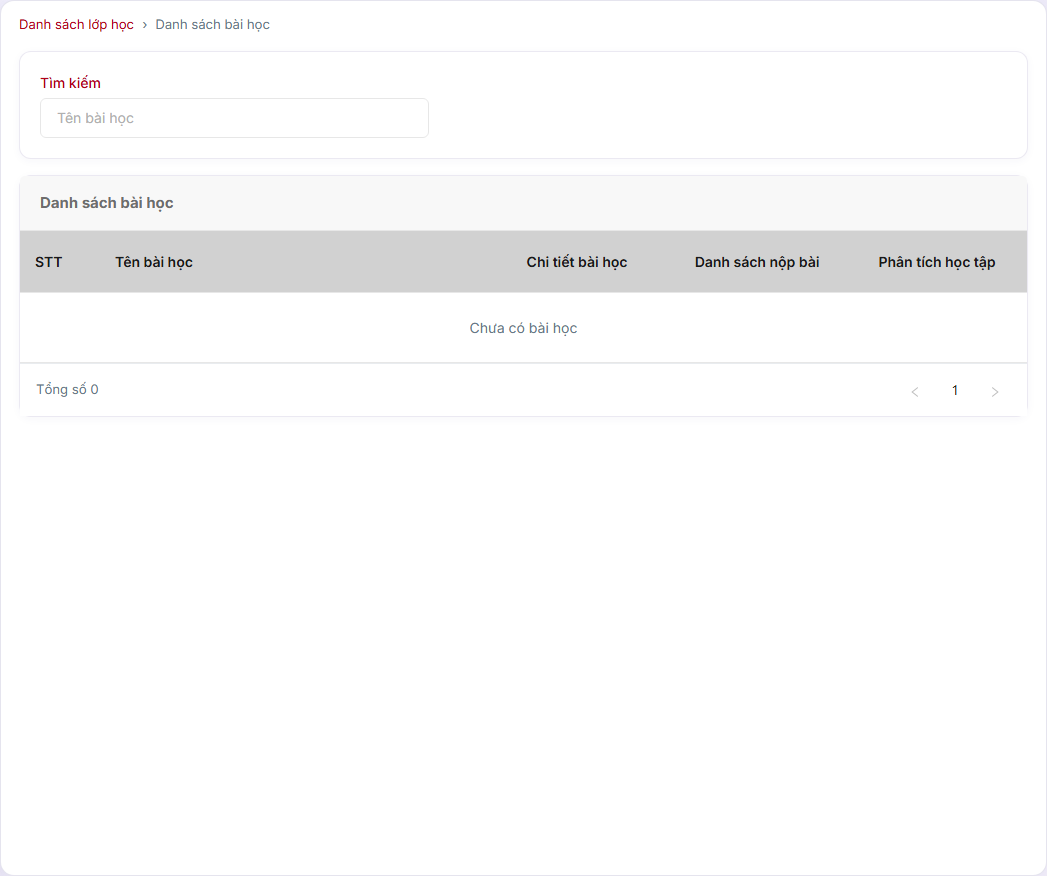 Danh sách lớp học › Danh sách bài học
Tìm kiếm
Tên bài học
Danh sách bài học
STT Tên bài học Chi tiết bài học Danh sách nộp bài Phân tích học tập
Chưa có bài học
Tổng số 0 < 1 >